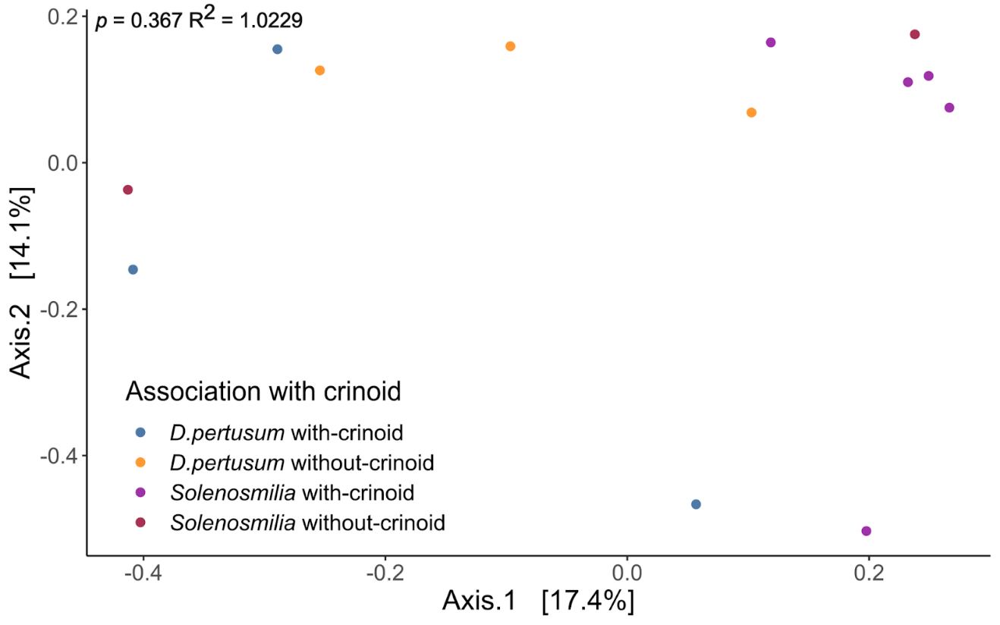 p = 0.367 R2 = 1.0229
0.2
0.0
-0.2
-0.4
Axis.2 [14.1%]
Association with crinoid
D.pertusum with-crinoid
D.pertusum without-crinoid
Solenosmilia with-crinoid
Solenosmilia without-crinoid
-0.4 -0.2 0.0 0.2
Axis.1 [17.4%]